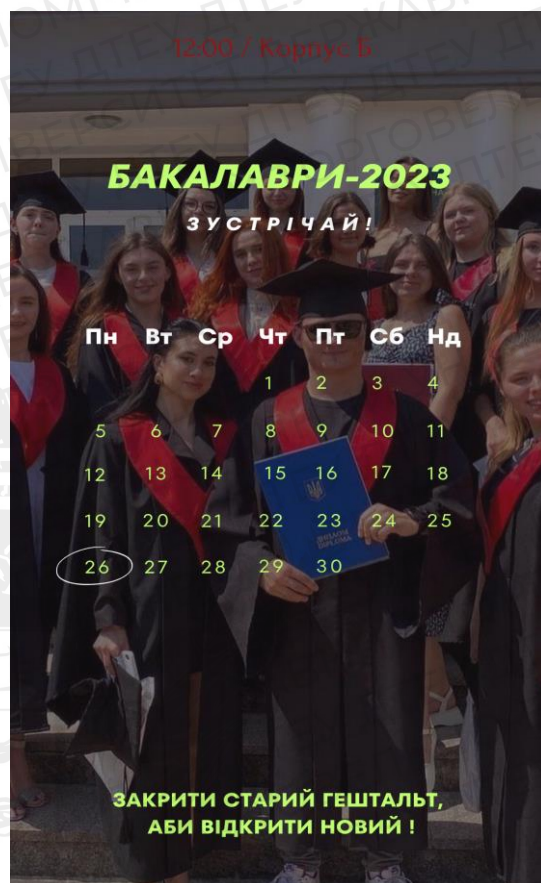 12:00 / Корпус Б
БАКАЛАВРИ-2023
ЗУСТРІЧАЙ!
Пн Вт Ср Чт Пт Сб Нд
1 2 3 4
5 6 7 8 9 10 11
12 13 14 15 16 17 18
19 20 21 22 23 24 25
ДИПЛОМ
DIPLOMA
26 27 28 29 30
ЗАКРИТИ СТАРИЙ ГЕШТАЛЬТ,
АБИ ВІДКРИТИ НОВИЙ !